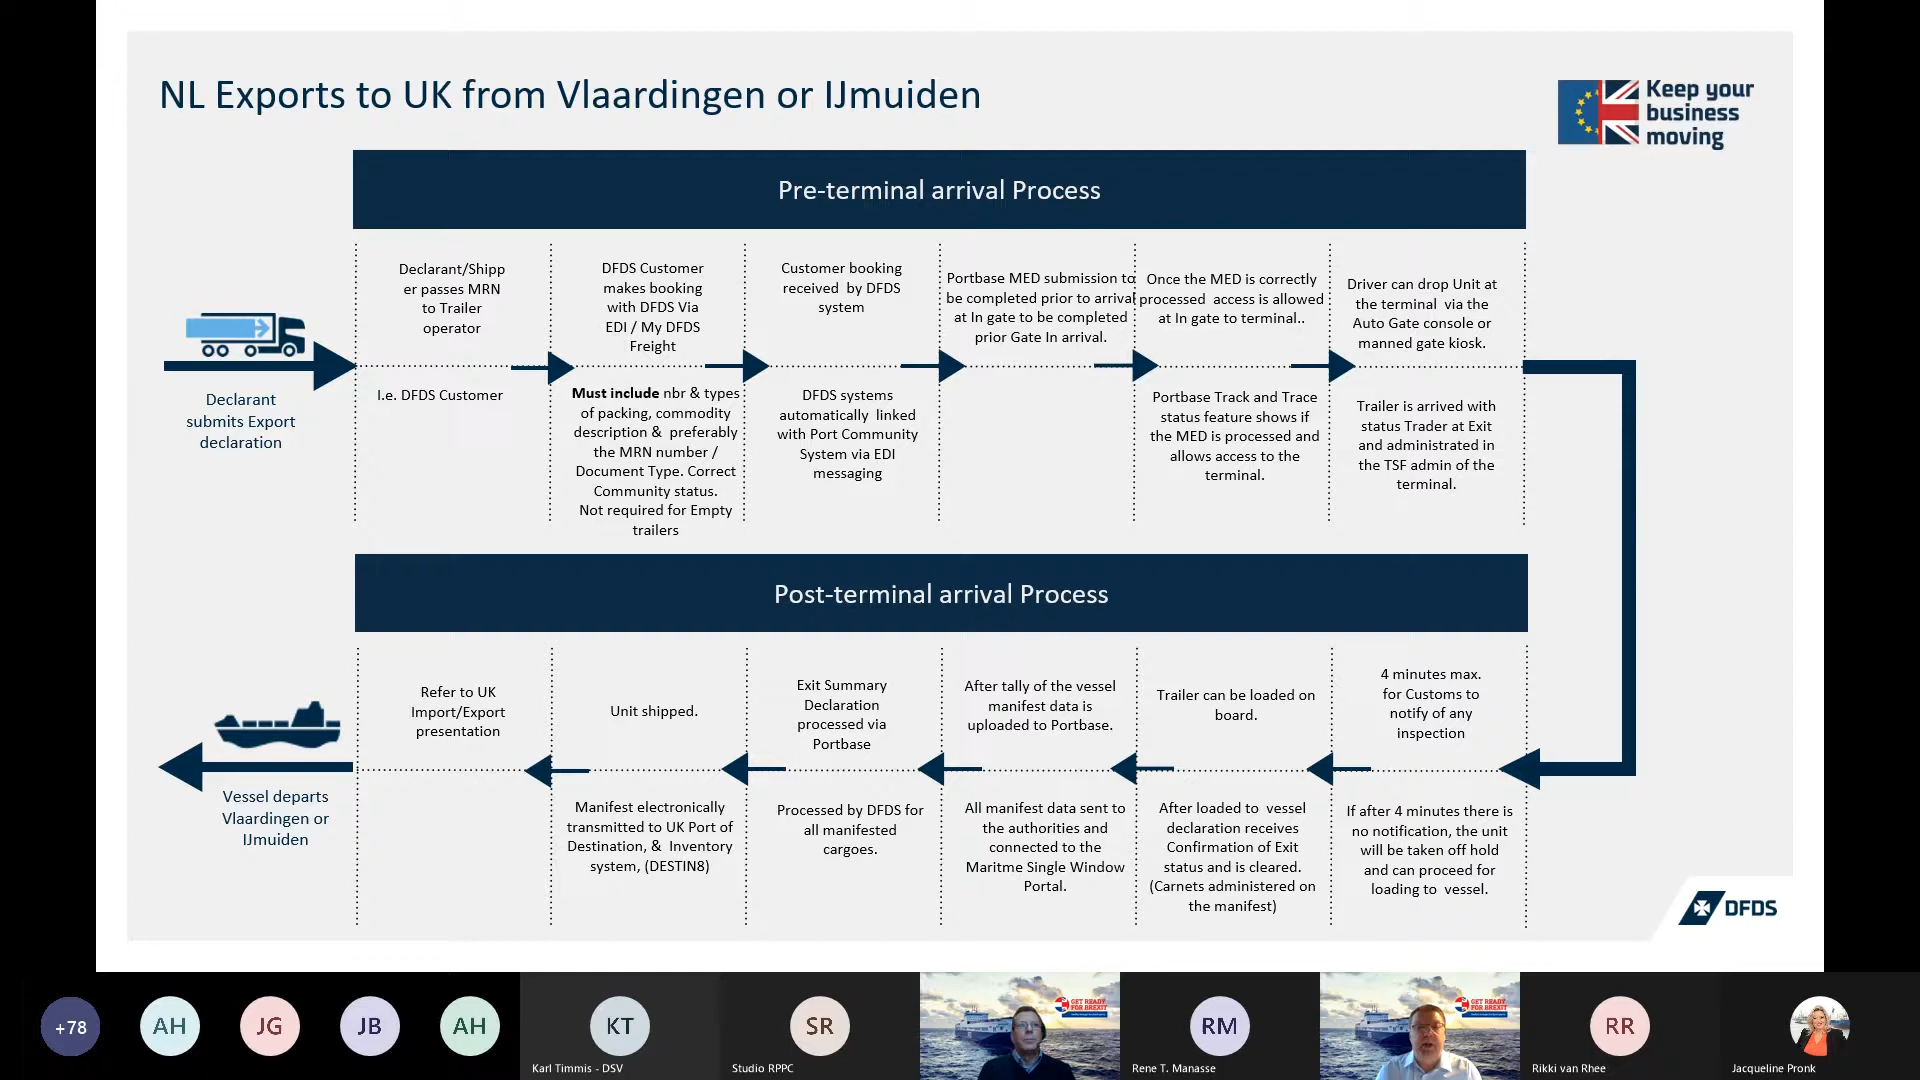 NL Exports to UK from Vlaardingen or IJmuiden
Keep your
business
moving
Pre-terminal arrival Process
Declarant
submits Export
declaration
Declarant/Shipp
er passes MRN
to Trailer
operator
I.e. DFDS Customer
DFDS Customer
makes booking
with DFDS Via
EDI / My DFDS
Freight
Must include nbr & types
of packing, commodity
description & preferably
the MRN number /
Document Type. Correct
Community status.
Not required for Empty
trailers
Customer booking
received by DFDS
system
DFDS systems
automatically linked
with Port Community
System via EDI
messaging
Portbase MED submission to
be completed prior to arrival
at In gate to be completed
prior Gate In arrival.
Once the MED is correctly
processed access is allowed
at In gate to terminal..
Portbase Track and Trace
status feature shows if
the MED is processed and
allows access to the
terminal.
Driver can drop Unit at
the terminal via the
Auto Gate console or
manned gate kiosk.
Trailer is arrived with
status Trader at Exit
and administrated in
the TSF admin of the
terminal.
Post-terminal arrival Process
Vessel departs
Vlaardingen or
IJmuiden
Refer to UK
Import/Export
presentation
Unit shipped.
Manifest electronically
transmitted to UK Port of
Destination, & Inventory
system, (DESTIN8)
Exit Summary
Declaration
processed via
Portbase
Processed by DFDS for
all manifested
cargoes.
After tally of the vessel
manifest data is
uploaded to Portbase.
All manifest data sent to
the authorities and
connected to the
Maritme Single Window
Portal.
Trailer can be loaded on
board.
After loaded to vessel
declaration receives
Confirmation of Exit
status and is cleared.
(Carnets administered on
the manifest)
4 minutes max.
for Customs to
notify of any
inspection
If after 4 minutes there is
no notification, the unit
will be taken off hold
and can proceed for
loading to vessel.
DFDS
+78
AH
JG
JB
AH
KT
Karl Timmis - DSV
SR
Studio RPPC
GET READY
FOR BREXIT
RM
Rene T. Manasse
GET READY
FOR BREXIT
RR
Rikki van Rhee
Jacqueline Pronk